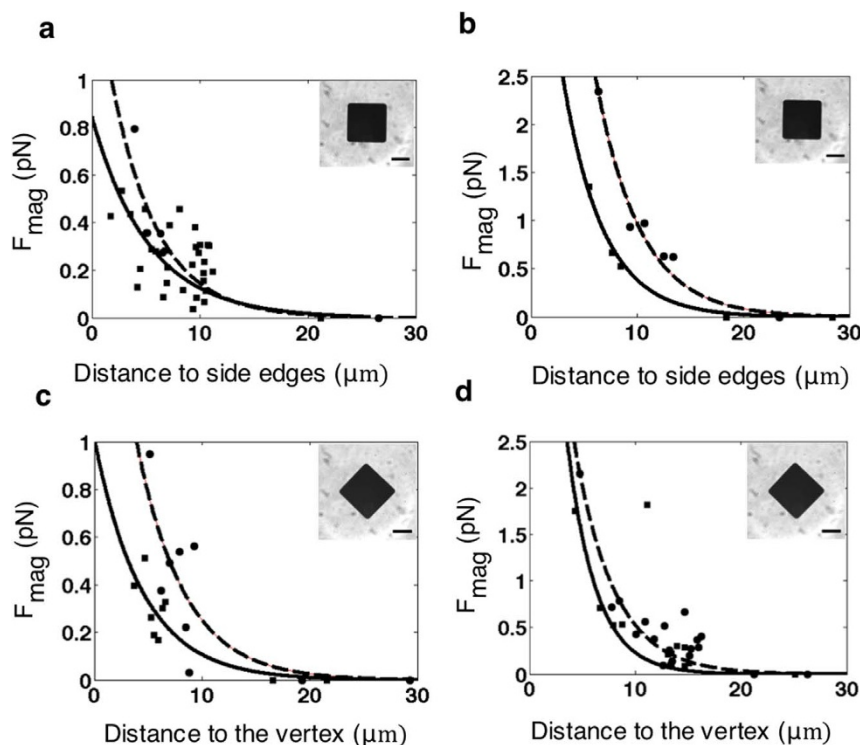 a
1
0.8
0.6
0.4
0.2
0
F_mag (pN)
0 10 20 30
Distance to side edges (μm)
b
2.5
2
1.5
1
0.5
0
F_mag (pN)
0 10 20 30
Distance to side edges (μm)
c
1
0.8
0.6
0.4
0.2
0
F_mag (pN)
0 10 20 30
Distance to the vertex (μm)
d
2.5
2
1.5
1
0.5
0
F_mag (pN)
0 10 20 30
Distance to the vertex (μm)